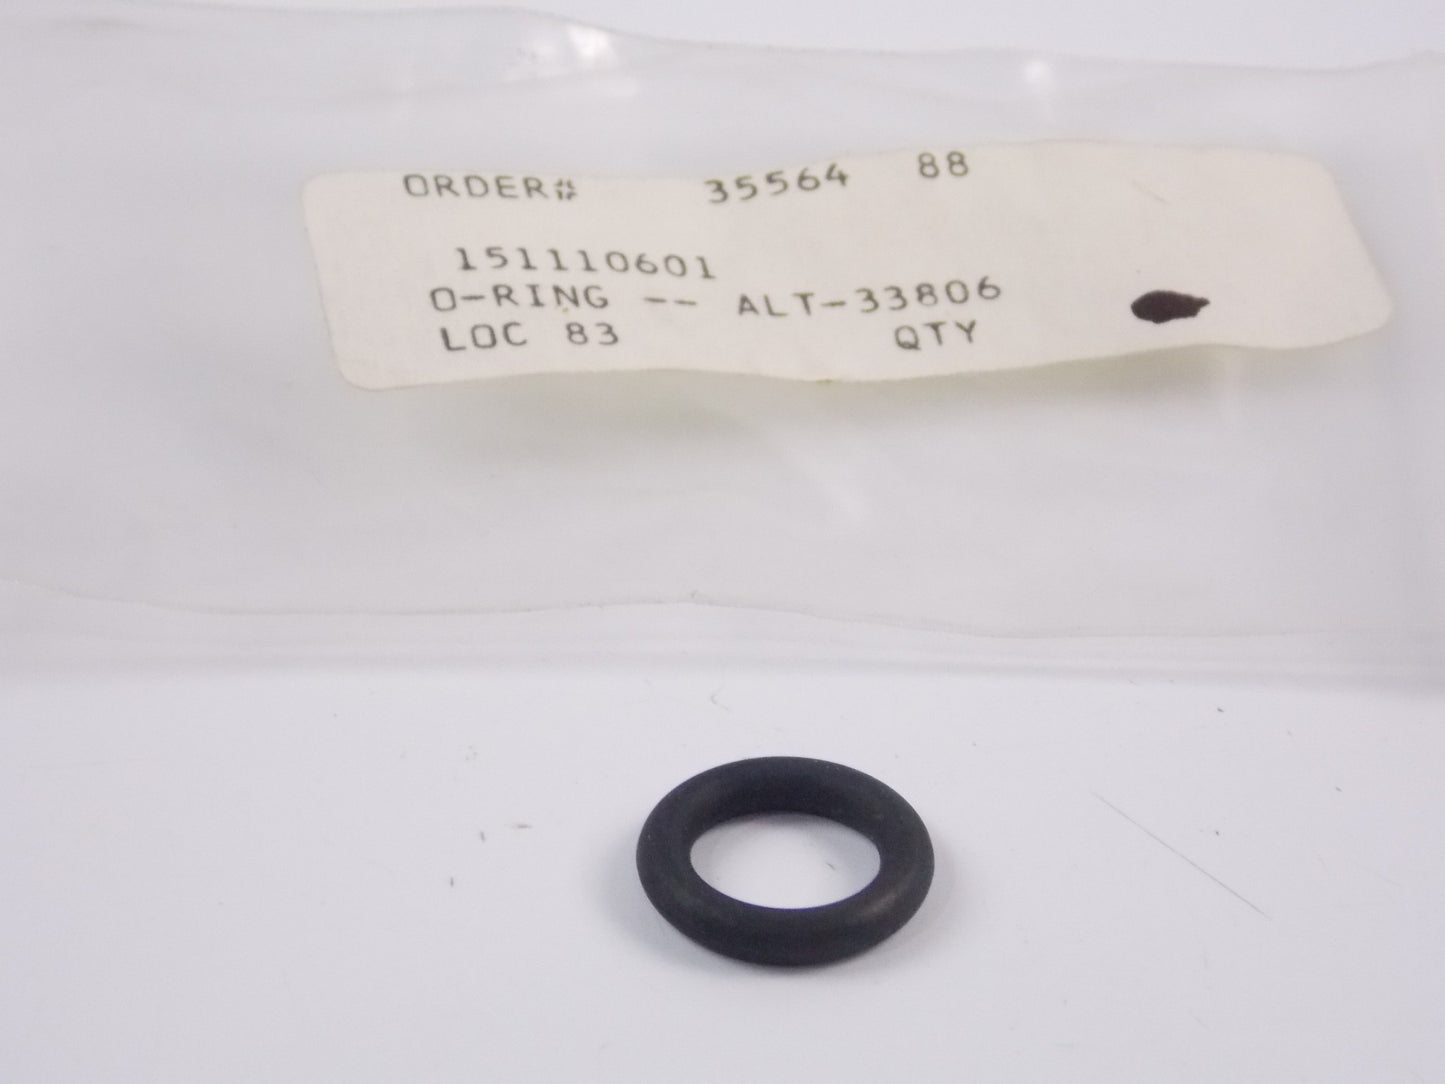 ORDER# 35564 88
151110601
O-RING -- ALT-33806
LOC 83 QTY